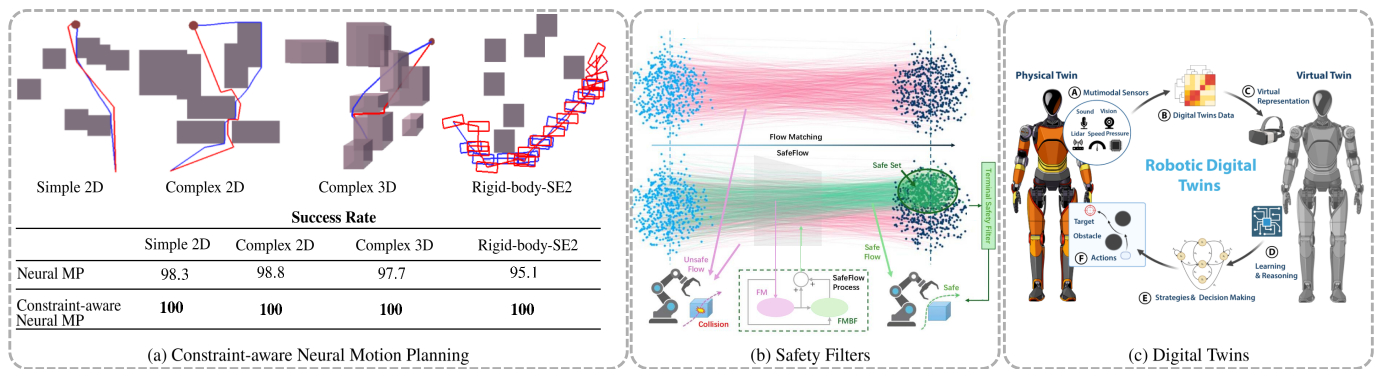 Simple 2D
Complex 2D
Complex 3D
Rigid-body-SE2
Success Rate
Simple 2D Complex 2D Complex 3D Rigid-body-SE2
Neural MP 98.3 98.8 97.7 95.1
Constraint-aware
Neural MP 100 100 100 100
(a) Constraint-aware Neural Motion Planning
Flow Matching
SafeFlow
Safe Set
Terminal Safety Filter
Unsafe
Flow
Safe
Flow
SafeFlow
Process
FM
FMBF
+
+
Collision
Safe
(b) Safety Filters
Physical Twin
Virtual Twin
A Mutimodal Sensors
Sound Vision
Lidar Speed Pressure
B Digital Twins Data
C Virtual
Representation
Robotic Digital
Twins
Target
Obstacle
F Actions
D
Learning
& Reasoning
E Strategies & Decision Making
(c) Digital Twins